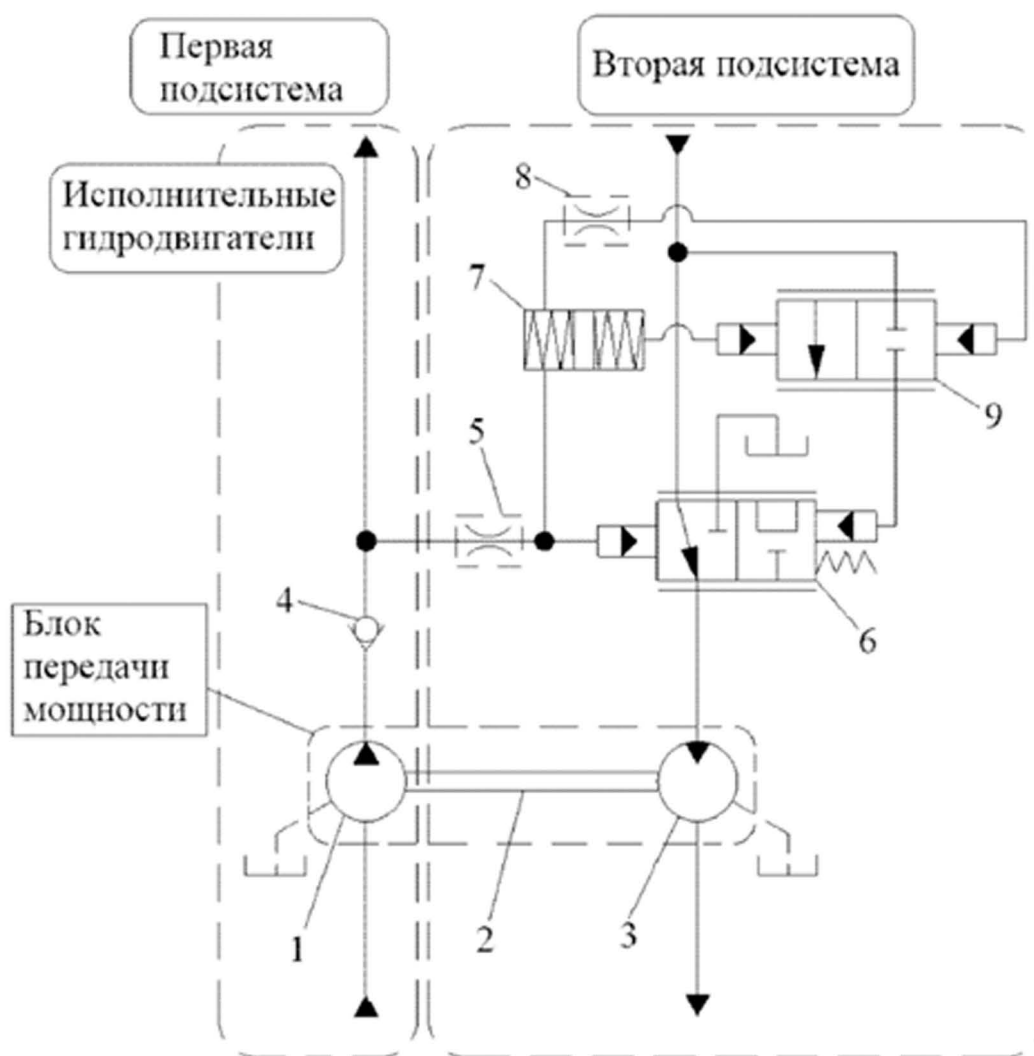 Первая
подсистема
Вторая подсистема
Исполнительные
гидродвигатели
8
7
9
5
4
6
Блок
передачи
мощности
1
2
3